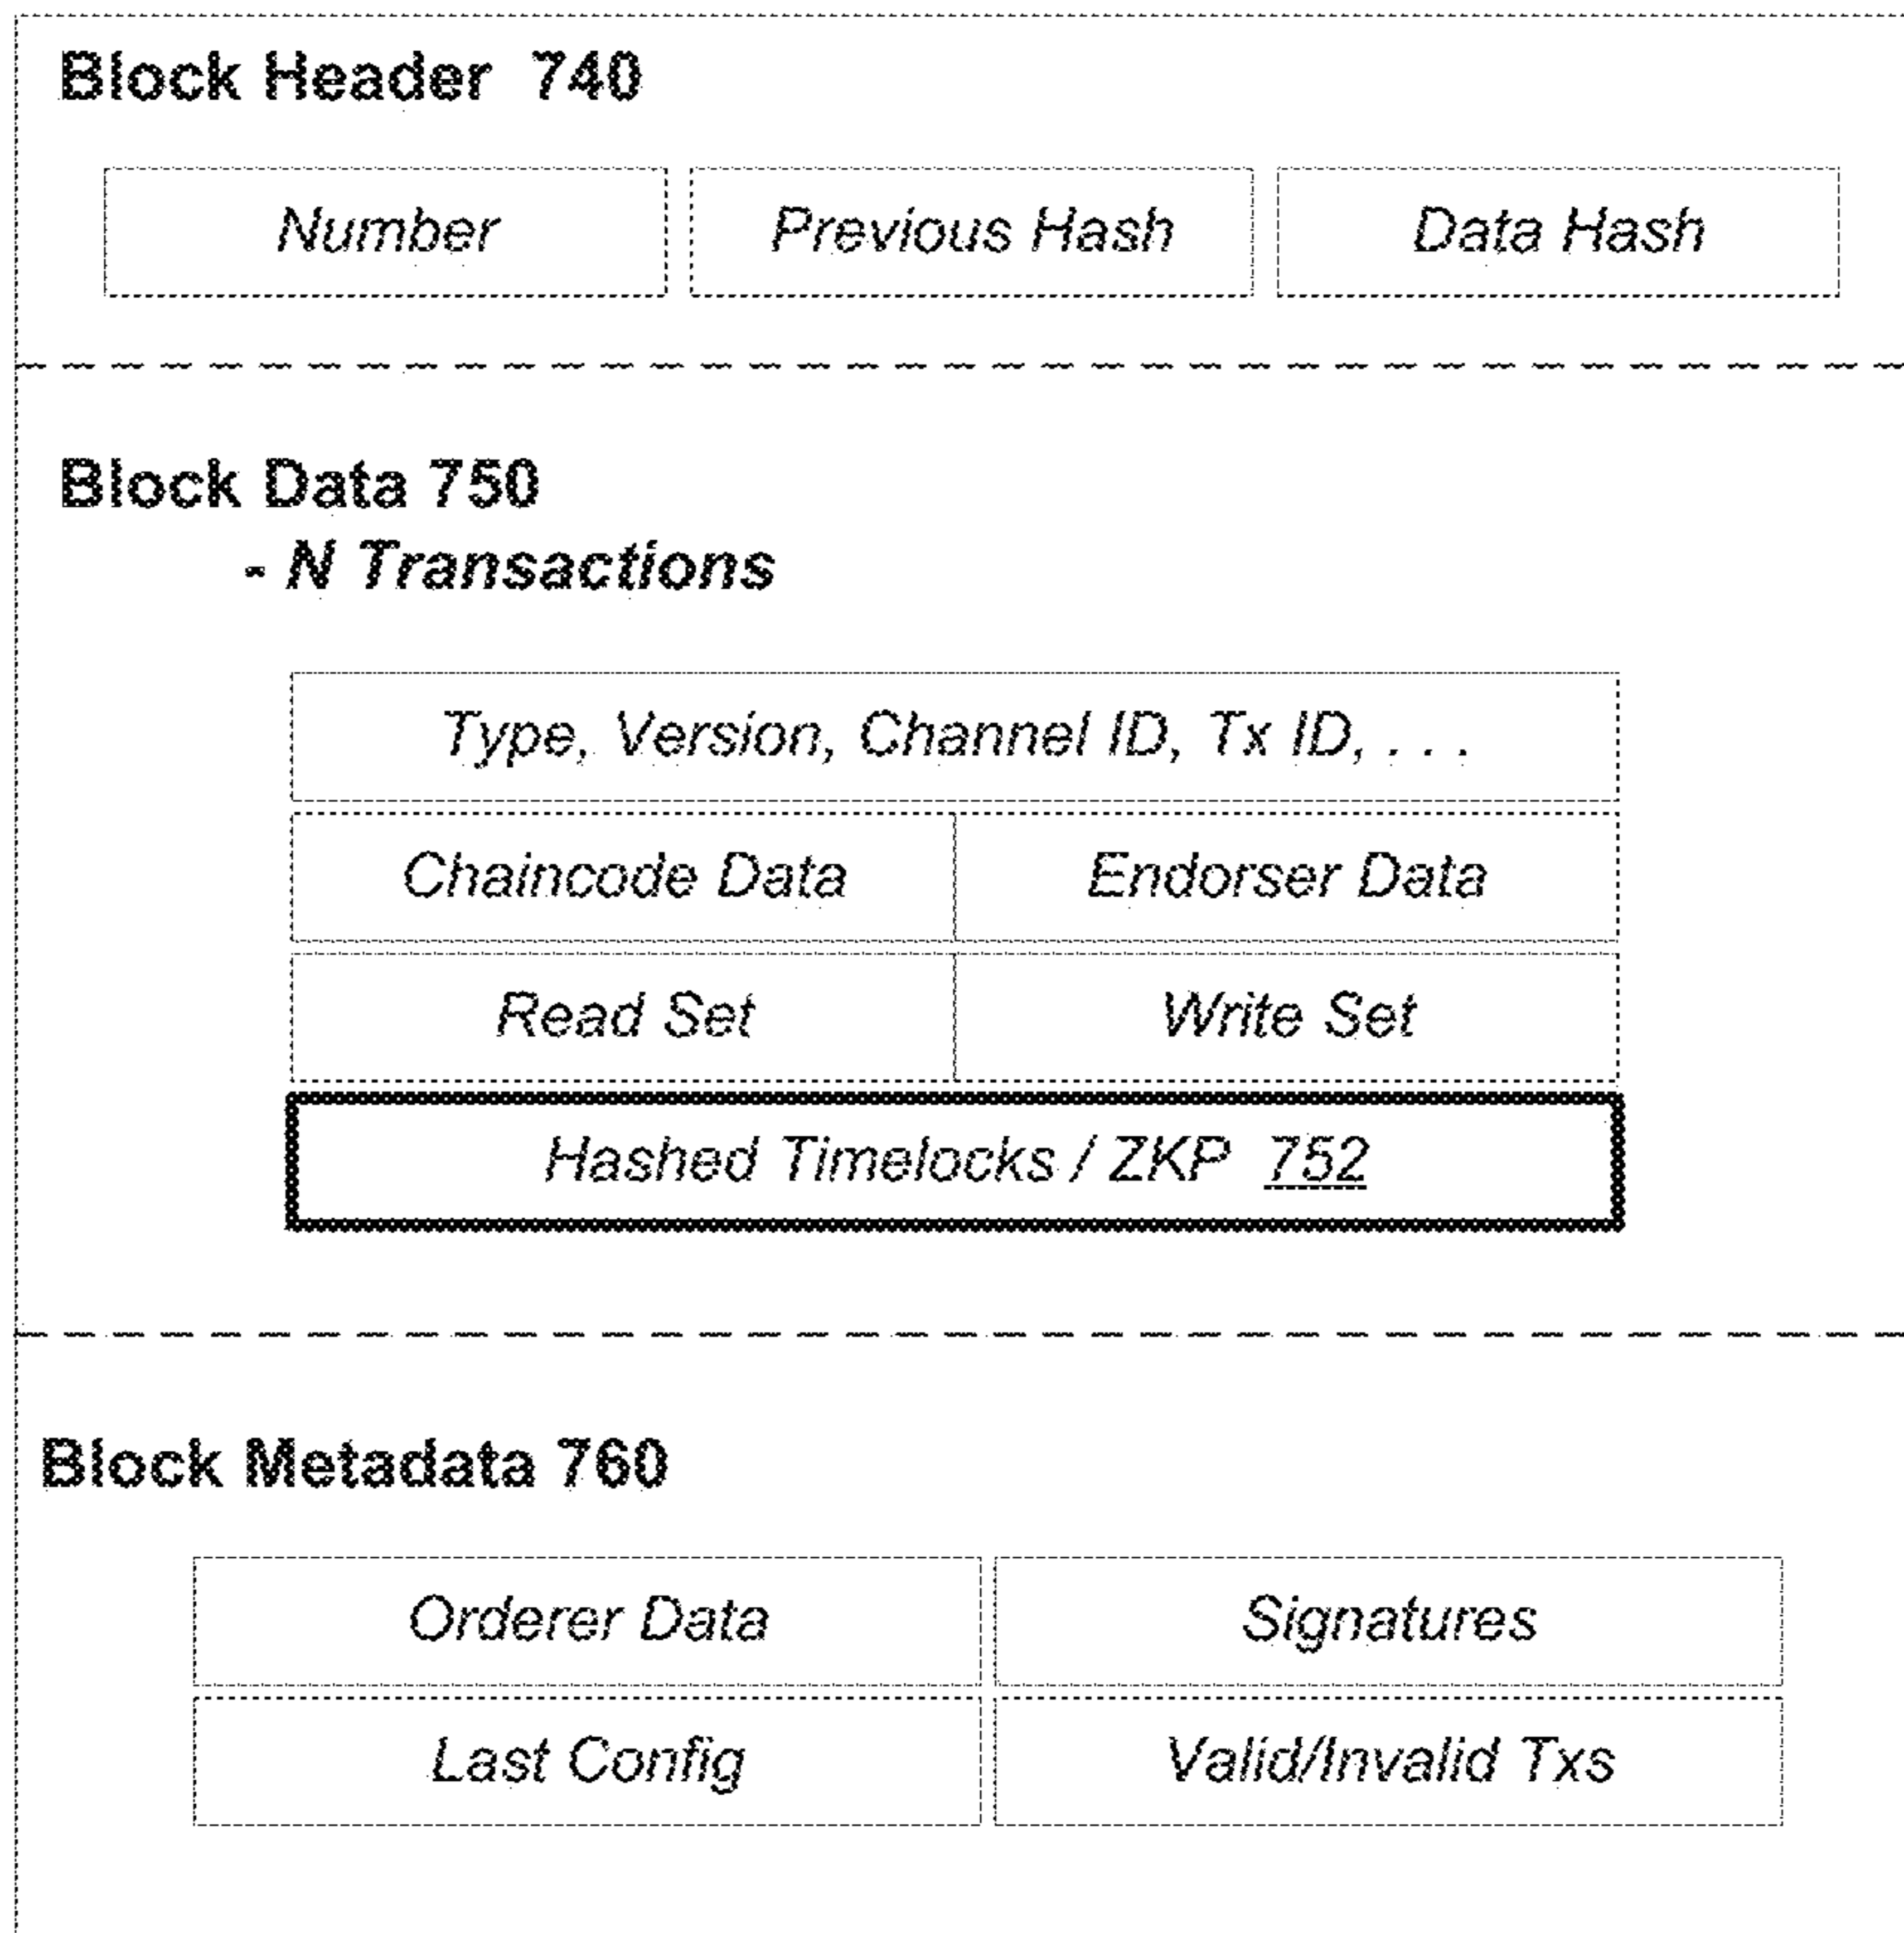 Block Header 740
Number Previous Hash Data Hash
Block Data 750
- N Transactions
Type, Version, Channel ID, Tx ID, . . .
Chaincode Data Endorser Data
Read Set Write Set
Hashed Timelocks / ZKP 752
Block Metadata 760
Orderer Data Signatures
Last Config Valid/Invalid Txs